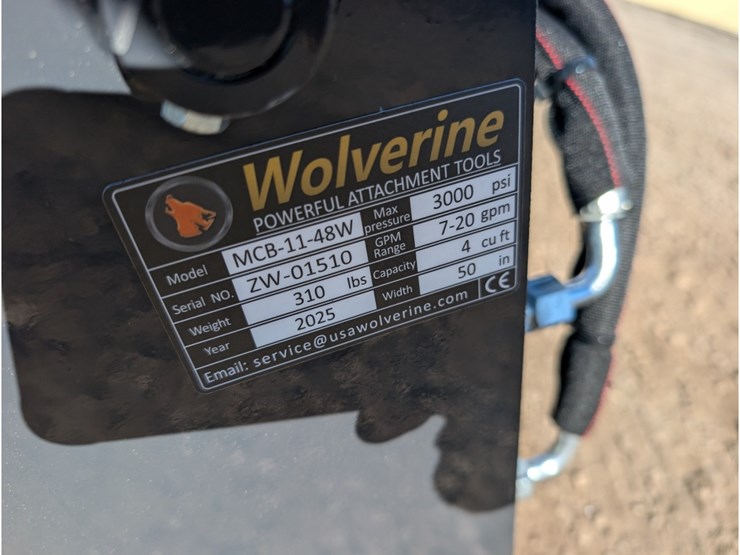 Wolverine
POWERFUL ATTACHMENT TOOLS
Model MCB-11-48W Max pressure 3000 psi
Serial NO. ZW-01510 GPM Range 7-20 gpm
Weight 310 lbs Capacity 4 cu ft
Year 2025 Width 50 in
Email: service@usawolverine.com CE